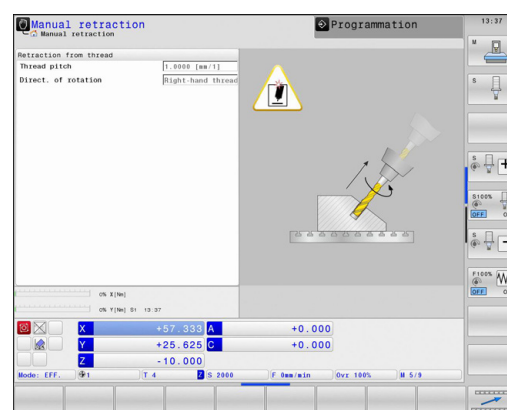 Manual retraction
Manual retraction
Programmation
13:37
Retraction from thread
Thread pitch 1.0000 [mm/1]
Direct. of rotation Right-hand thread
M
S
S
S100%
OFF
S
F100%
OFF
0% X[Nm]
0% Y[Nm] S1 13:37
X +57.333 A +0.000
Y +25.625 C +0.000
Z -10.000
Mode: EFF. 1 T 4 Z S 2000 F 0mm/min Ovr 100% M 5/9